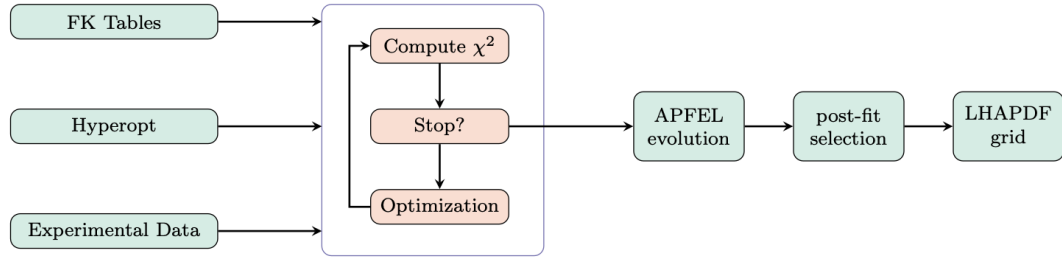 FK Tables
Hyperopt
Experimental Data
Compute χ²
Stop?
Optimization
APFEL
evolution
post-fit
selection
LHAPDF
grid